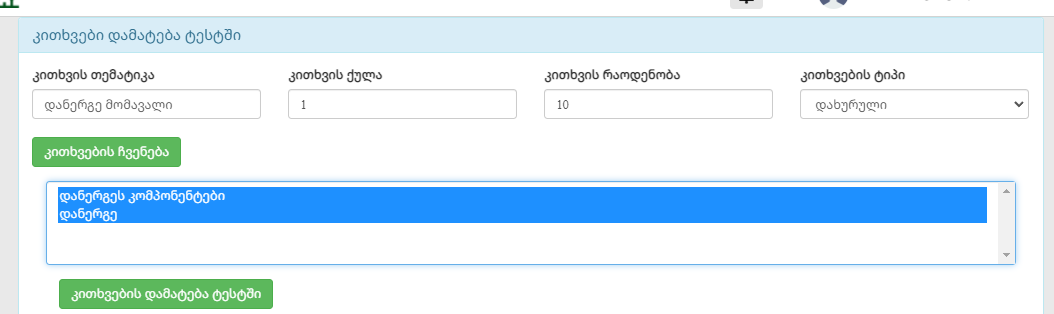 კითხვები დამატება ტესტში
კითხვის თემატიკა კითხვის ქულა კითხვის რაოდენობა კითხვების ტიპი
დანერგე მომავალი 1 10 დახურული
კითხვების ჩვენება
დანერგეს კომპონენტები
დანერგე
კითხვების დამატება ტესტში